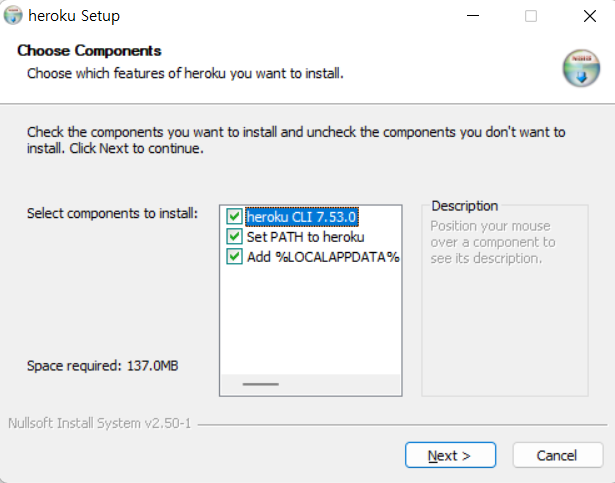 heroku Setup
Choose Components
Choose which features of heroku you want to install.
Check the components you want to install and uncheck the components you don't want to
install. Click Next to continue.
Select components to install:
heroku CLI 7.53.0
Set PATH to heroku
Add %LOCALAPPDATA%
Description
Position your mouse
over a component to
see its description.
Space required: 137.0MB
Nullsoft Install System v2.50-1
Next >
Cancel